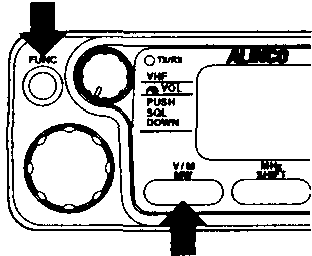 FUNC
Tx/Rx
ALINCO
VHF
VOL
PUSH
SQL
DOWN
V / M
MW
MHz
SHIFT